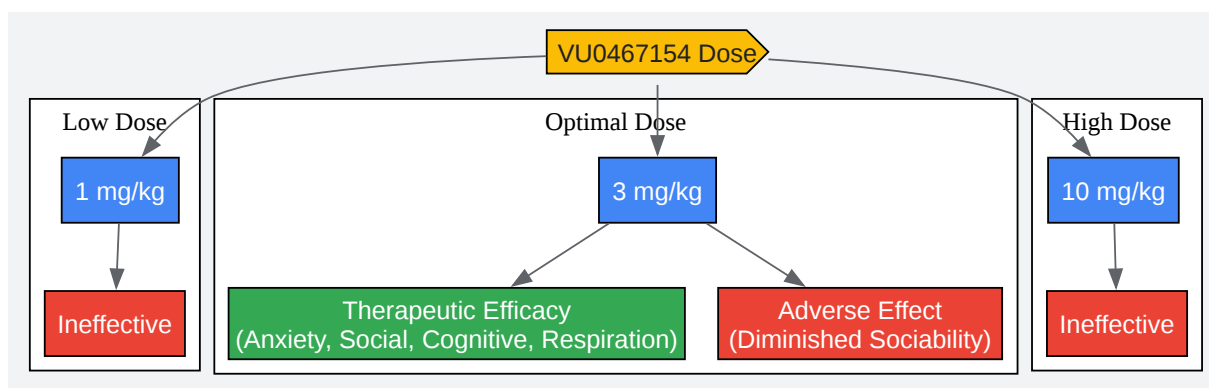 VU0467154 Dose
Low Dose
Optimal Dose
High Dose
1 mg/kg
3 mg/kg
10 mg/kg
Ineffective
Therapeutic Efficacy
(Anxiety, Social, Cognitive, Respiration)
Adverse Effect
(Diminished Sociability)
Ineffective